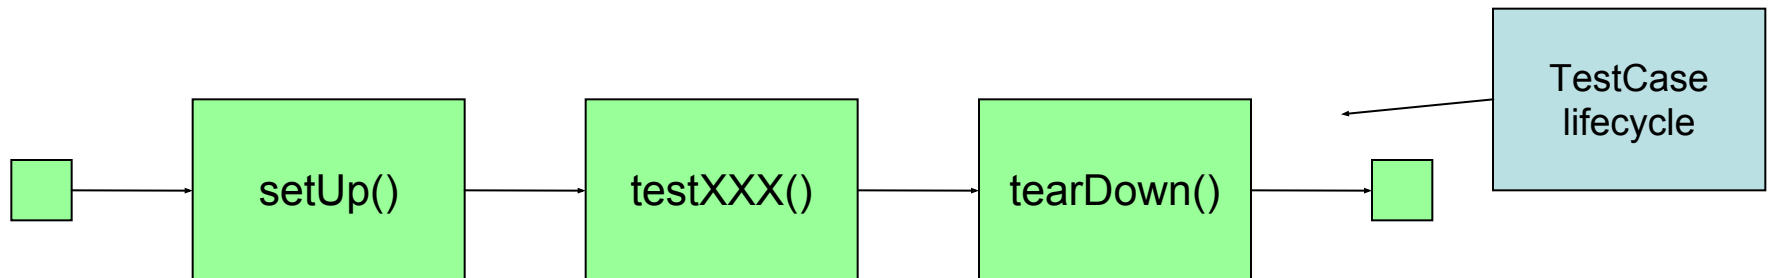 TestCase
lifecycle
setUp()
testXXX()
tearDown()